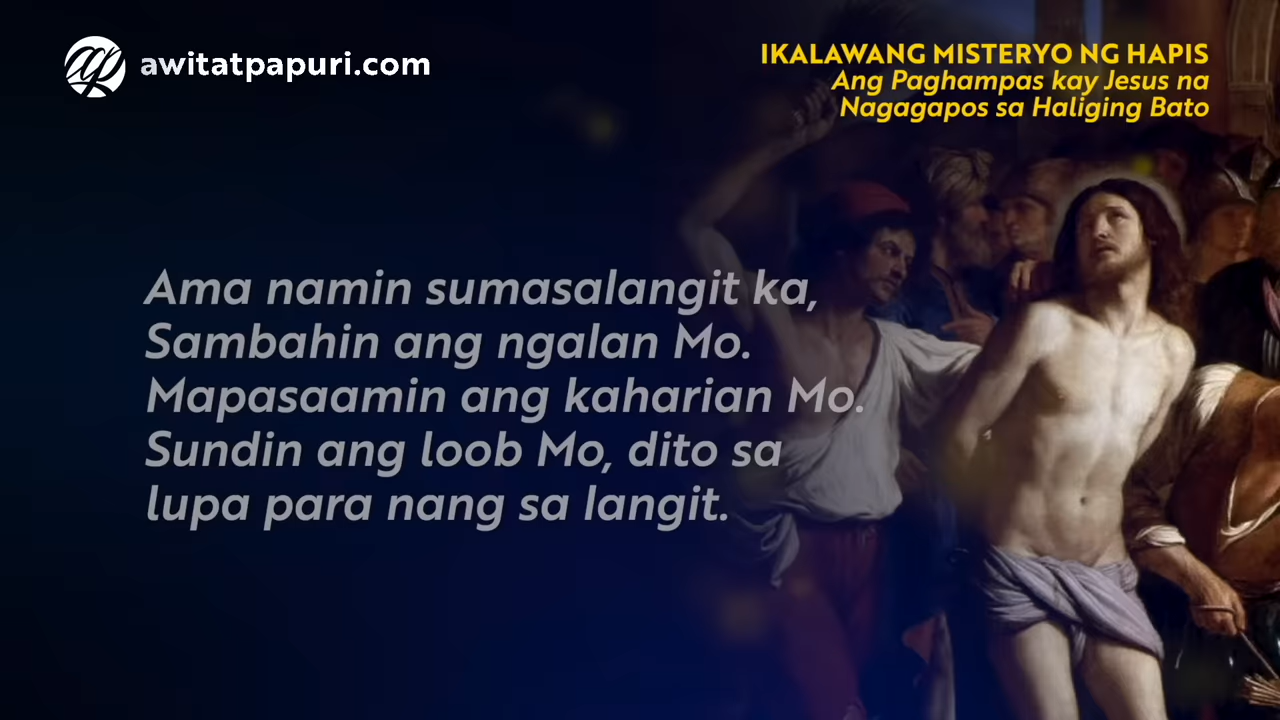 awitatpapuri.com
IKALAWANG MISTERYO NG HAPIS
Ang Paghampas kay Jesus na
Nagagapos sa Haliging Bato
Ama namin sumasalangit ka,
Sambahin ang ngalan Mo.
Mapasaamin ang kaharian Mo.
Sundin ang loob Mo, dito sa
lupa para nang sa langit.